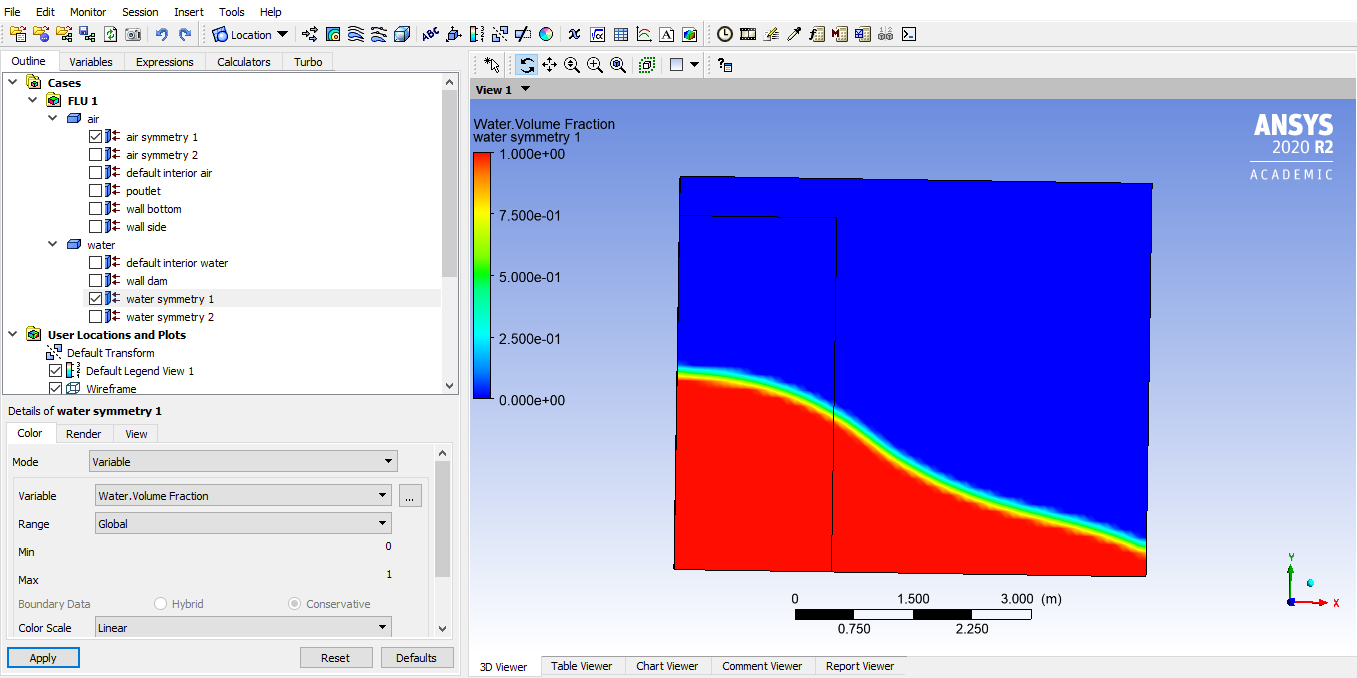 File Edit Monitor Session Insert Tools Help
Location
Outline Variables Expressions Calculators Turbo
Cases
FLU 1
air
air symmetry 1
air symmetry 2
default interior air
poutlet
wall bottom
wall side
water
default interior water
wall dam
water symmetry 1
water symmetry 2
User Locations and Plots
Default Transform
Default Legend View 1
Wireframe
Details of water symmetry 1
Color Render View
Mode Variable
Variable Water.Volume Fraction ...
Range Global
Min 0
Max 1
Boundary Data Hybrid Conservative
Color Scale Linear
Apply Reset Defaults
View 1
Water.Volume Fraction
water symmetry 1
1.000e+00
7.500e-01
5.000e-01
2.500e-01
0.000e+00
ANSYS
2020 R2
ACADEMIC
0 1.500 3.000 (m)
0.750 2.250
Y
X
3D Viewer Table Viewer Chart Viewer Comment Viewer Report Viewer